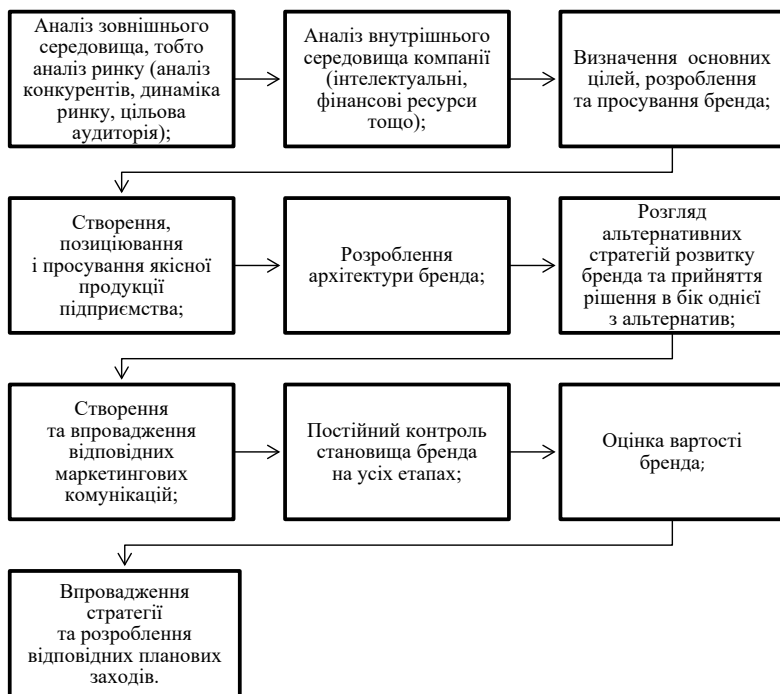 Аналіз зовнішнього
середовища, тобто
аналіз ринку (аналіз
конкурентів, динаміка
ринку, цільова
аудиторія);
Аналіз внутрішнього
середовища компанії
(інтелектуальні,
фінансові ресурси
тощо);
Визначення основних
цілей, розроблення
та просування бренда;
Створення,
позиціювання
і просування якісної
продукції
підприємства;
Розроблення
архітектури бренда;
Розгляд
альтернативних
стратегій розвитку
бренда та прийняття
рішення в бік однієї
з альтернатив;
Створення
та впровадження
відповідних
маркетингових
комунікацій;
Постійний контроль
становища бренда
на усіх етапах;
Оцінка вартості
бренда;
Впровадження
стратегії
та розроблення
відповідних планових
заходів.